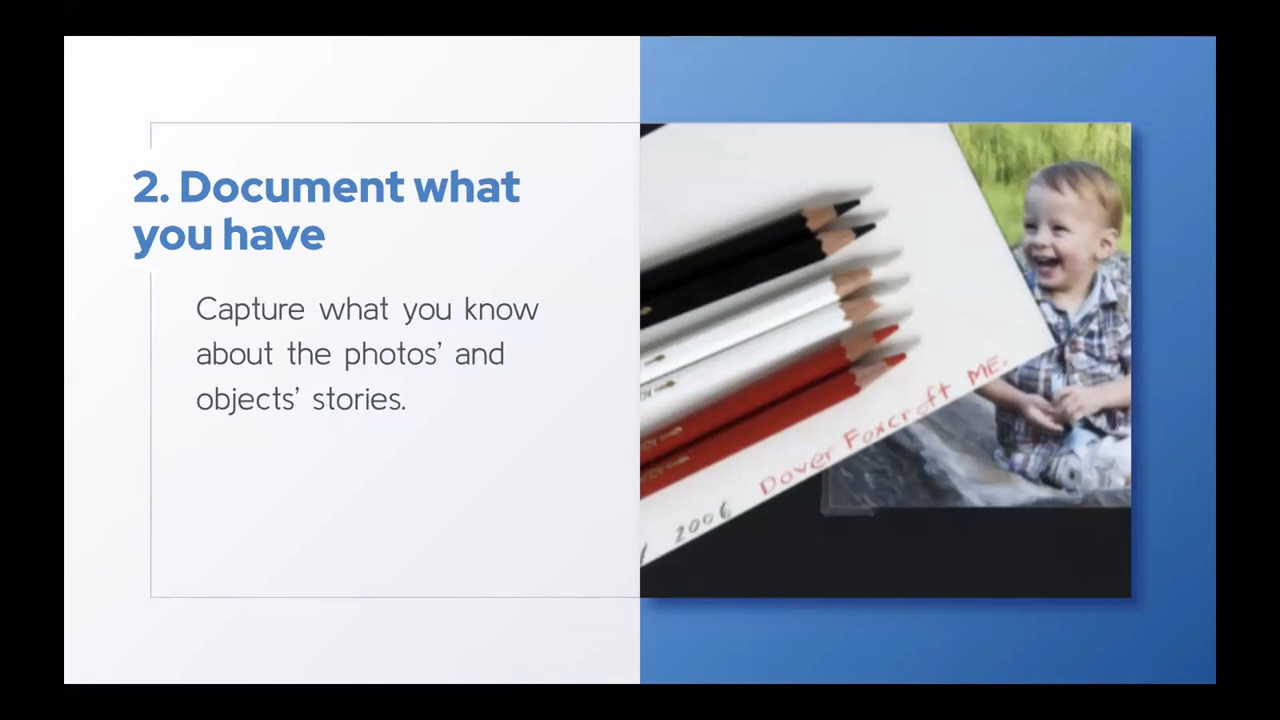 2. Document what
you have
Capture what you know
about the photos’ and
objects’ stories.
2006 Dover Foxcroft ME.